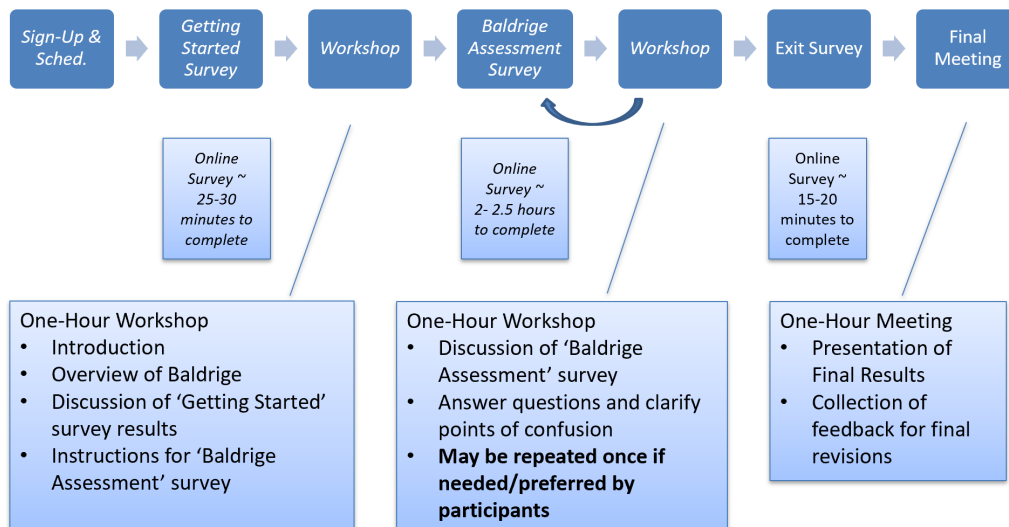 Sign-Up &
Sched.
Getting
Started
Survey
Workshop
Baldrige
Assessment
Survey
Workshop
Exit Survey
Final
Meeting
Online
Survey ~
25-30
minutes to
complete
Online
Survey ~
2- 2.5 hours
to complete
Online
Survey ~
15-20
minutes to
complete
One-Hour Workshop
• Introduction
• Overview of Baldrige
• Discussion of ‘Getting Started’
survey results
• Instructions for ‘Baldrige
Assessment’ survey
One-Hour Workshop
• Discussion of ‘Baldrige
Assessment’ survey
• Answer questions and clarify
points of confusion
• May be repeated once if
needed/preferred by
participants
One-Hour Meeting
• Presentation of
Final Results
• Collection of
feedback for final
revisions